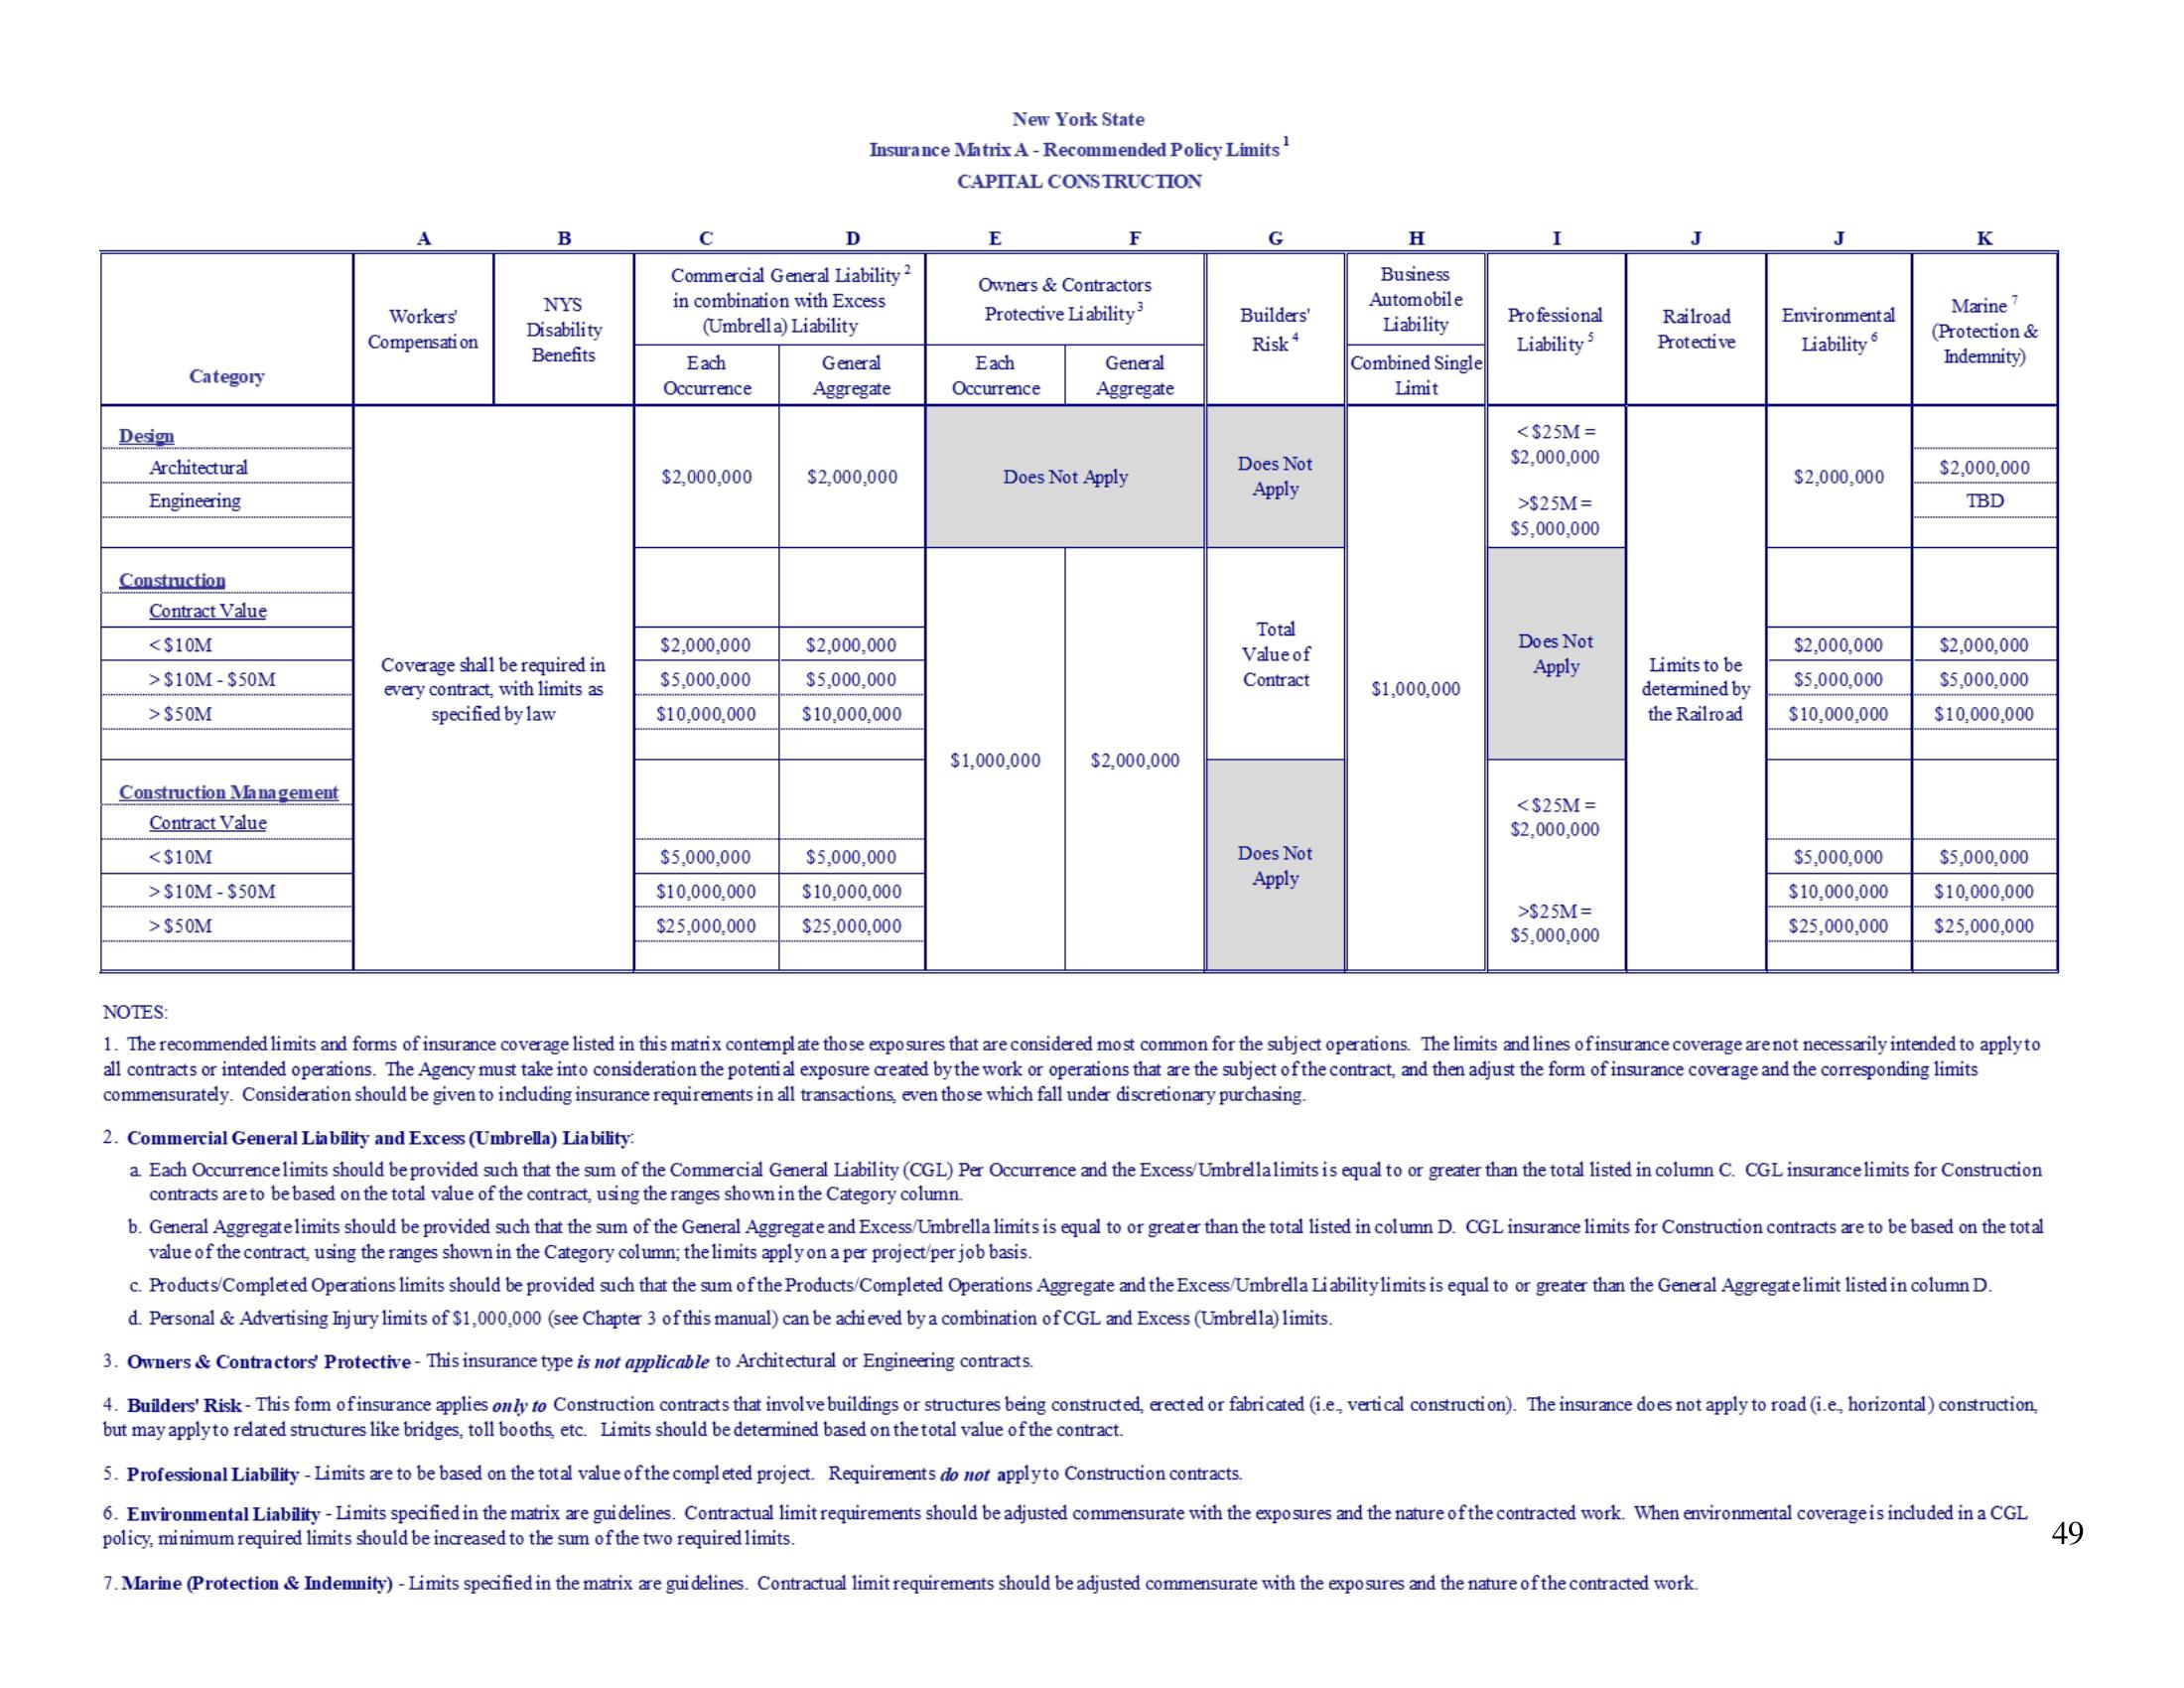 New York State
Insurance Matrix A - Recommended Policy Limits 1
CAPITAL CONSTRUCTION
A B C D E F G H I J J K
Category
Workers'
Compensation
NYS
Disability
Benefits
Commercial General Liability 2
in combination with Excess
(Umbrella) Liability
Each
Occurrence
General
Aggregate
Owners & Contractors
Protective Liability 3
Each
Occurrence
General
Aggregate
Builders'
Risk 4
Business
Automobile
Liability
Combined Single
Limit
Professional
Liability 5
Railroad
Protective
Environmental
Liability 6
Marine 7
(Protection &
Indemnity)
Design
Architectural
Engineering
$2,000,000 $2,000,000
Does Not Apply
Does Not
Apply
< $25M =
$2,000,000
>$25M =
$5,000,000
$2,000,000
$2,000,000
TBD
Coverage shall be required in
every contract, with limits as
specified by law
$1,000,000 $2,000,000
$1,000,000
Limits to be
determined by
the Railroad
Construction
Contract Value
Total
Value of
Contract
Does Not
Apply
< $10M $2,000,000 $2,000,000 $2,000,000 $2,000,000
> $10M - $50M $5,000,000 $5,000,000 $5,000,000 $5,000,000
> $50M $10,000,000 $10,000,000 $10,000,000 $10,000,000
Construction Management
Contract Value
Does Not
Apply
< $25M =
$2,000,000
>$25M =
$5,000,000
< $10M $5,000,000 $5,000,000 $5,000,000 $5,000,000
> $10M - $50M $10,000,000 $10,000,000 $10,000,000 $10,000,000
> $50M $25,000,000 $25,000,000 $25,000,000 $25,000,000
NOTES:
1. The recommended limits and forms of insurance coverage listed in this matrix contemplate those exposures that are considered most common for the subject operations. The limits and lines of insurance coverage are not necessarily intended to apply to
all contracts or intended operations. The Agency must take into consideration the potential exposure created by the work or operations that are the subject of the contract, and then adjust the form of insurance coverage and the corresponding limits
commensurately. Consideration should be given to including insurance requirements in all transactions, even those which fall under discretionary purchasing.
2. Commercial General Liability and Excess (Umbrella) Liability:
a. Each Occurrence limits should be provided such that the sum of the Commercial General Liability (CGL) Per Occurrence and the Excess/Umbrella limits is equal to or greater than the total listed in column C. CGL insurance limits for Construction
contracts are to be based on the total value of the contract, using the ranges shown in the Category column.
b. General Aggregate limits should be provided such that the sum of the General Aggregate and Excess/Umbrella limits is equal to or greater than the total listed in column D. CGL insurance limits for Construction contracts are to be based on the total
value of the contract, using the ranges shown in the Category column; the limits apply on a per project/per job basis.
c. Products/Completed Operations limits should be provided such that the sum of the Products/Completed Operations Aggregate and the Excess/Umbrella Liability limits is equal to or greater than the General Aggregate limit listed in column D.
d. Personal & Advertising Injury limits of $1,000,000 (see Chapter 3 of this manual) can be achieved by a combination of CGL and Excess (Umbrella) limits.
3. Owners & Contractors' Protective - This insurance type is not applicable to Architectural or Engineering contracts.
4. Builders' Risk - This form of insurance applies only to Construction contracts that involve buildings or structures being constructed, erected or fabricated (i.e., vertical construction). The insurance does not apply to road (i.e., horizontal) construction,
but may apply to related structures like bridges, toll booths, etc. Limits should be determined based on the total value of the contract.
5. Professional Liability - Limits are to be based on the total value of the completed project. Requirements do not apply to Construction contracts.
6. Environmental Liability - Limits specified in the matrix are guidelines. Contractual limit requirements should be adjusted commensurate with the exposures and the nature of the contracted work. When environmental coverage is included in a CGL
policy, minimum required limits should be increased to the sum of the two required limits.
49
7. Marine (Protection & Indemnity) - Limits specified in the matrix are guidelines. Contractual limit requirements should be adjusted commensurate with the exposures and the nature of the contracted work.